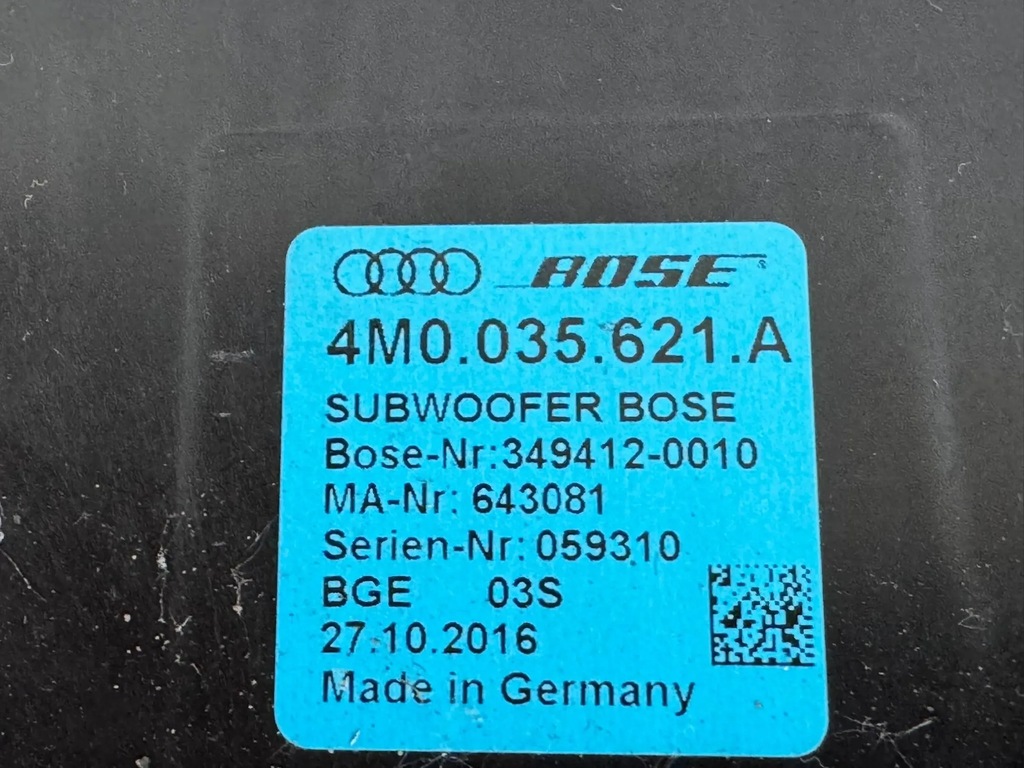 BOSE®
4M0.035.621.A
SUBWOOFER BOSE
Bose-Nr:349412-0010
MA-Nr: 643081
Serien-Nr: 059310
BGE 03S
27.10.2016
Made in Germany